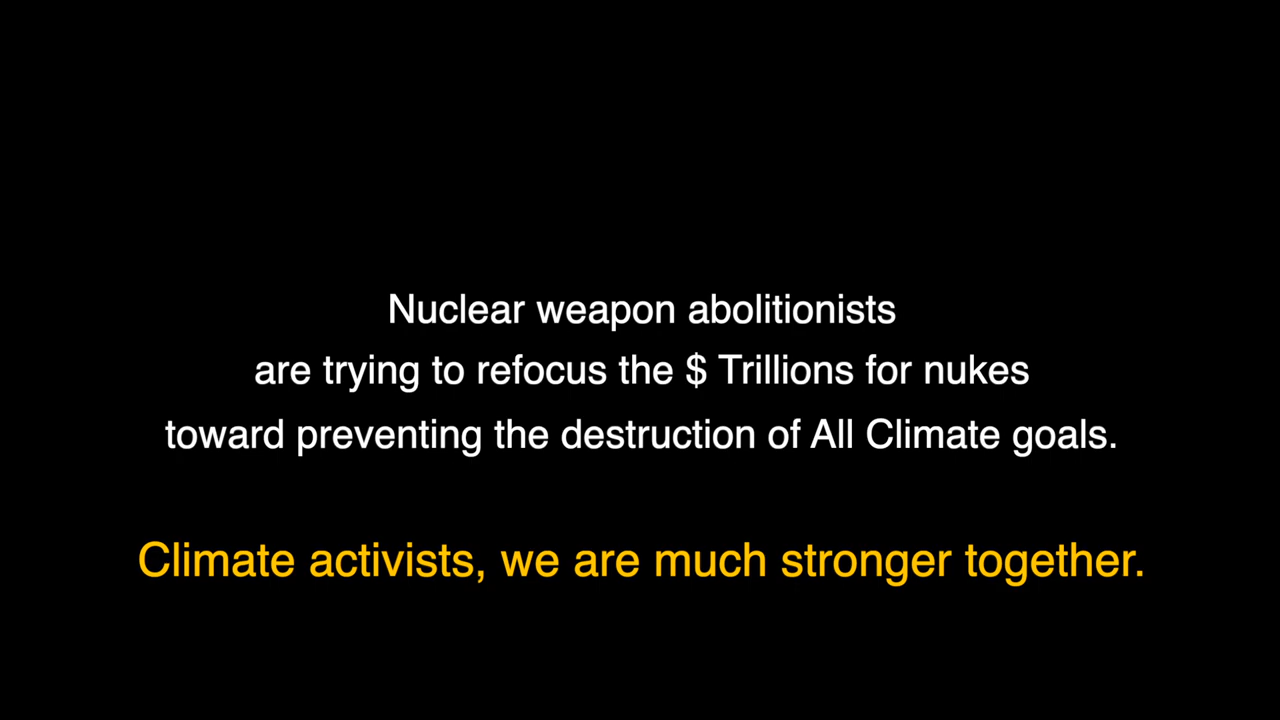 Nuclear weapon abolitionists
are trying to refocus the $ Trillions for nukes
toward preventing the destruction of All Climate goals.
Climate activists, we are much stronger together.